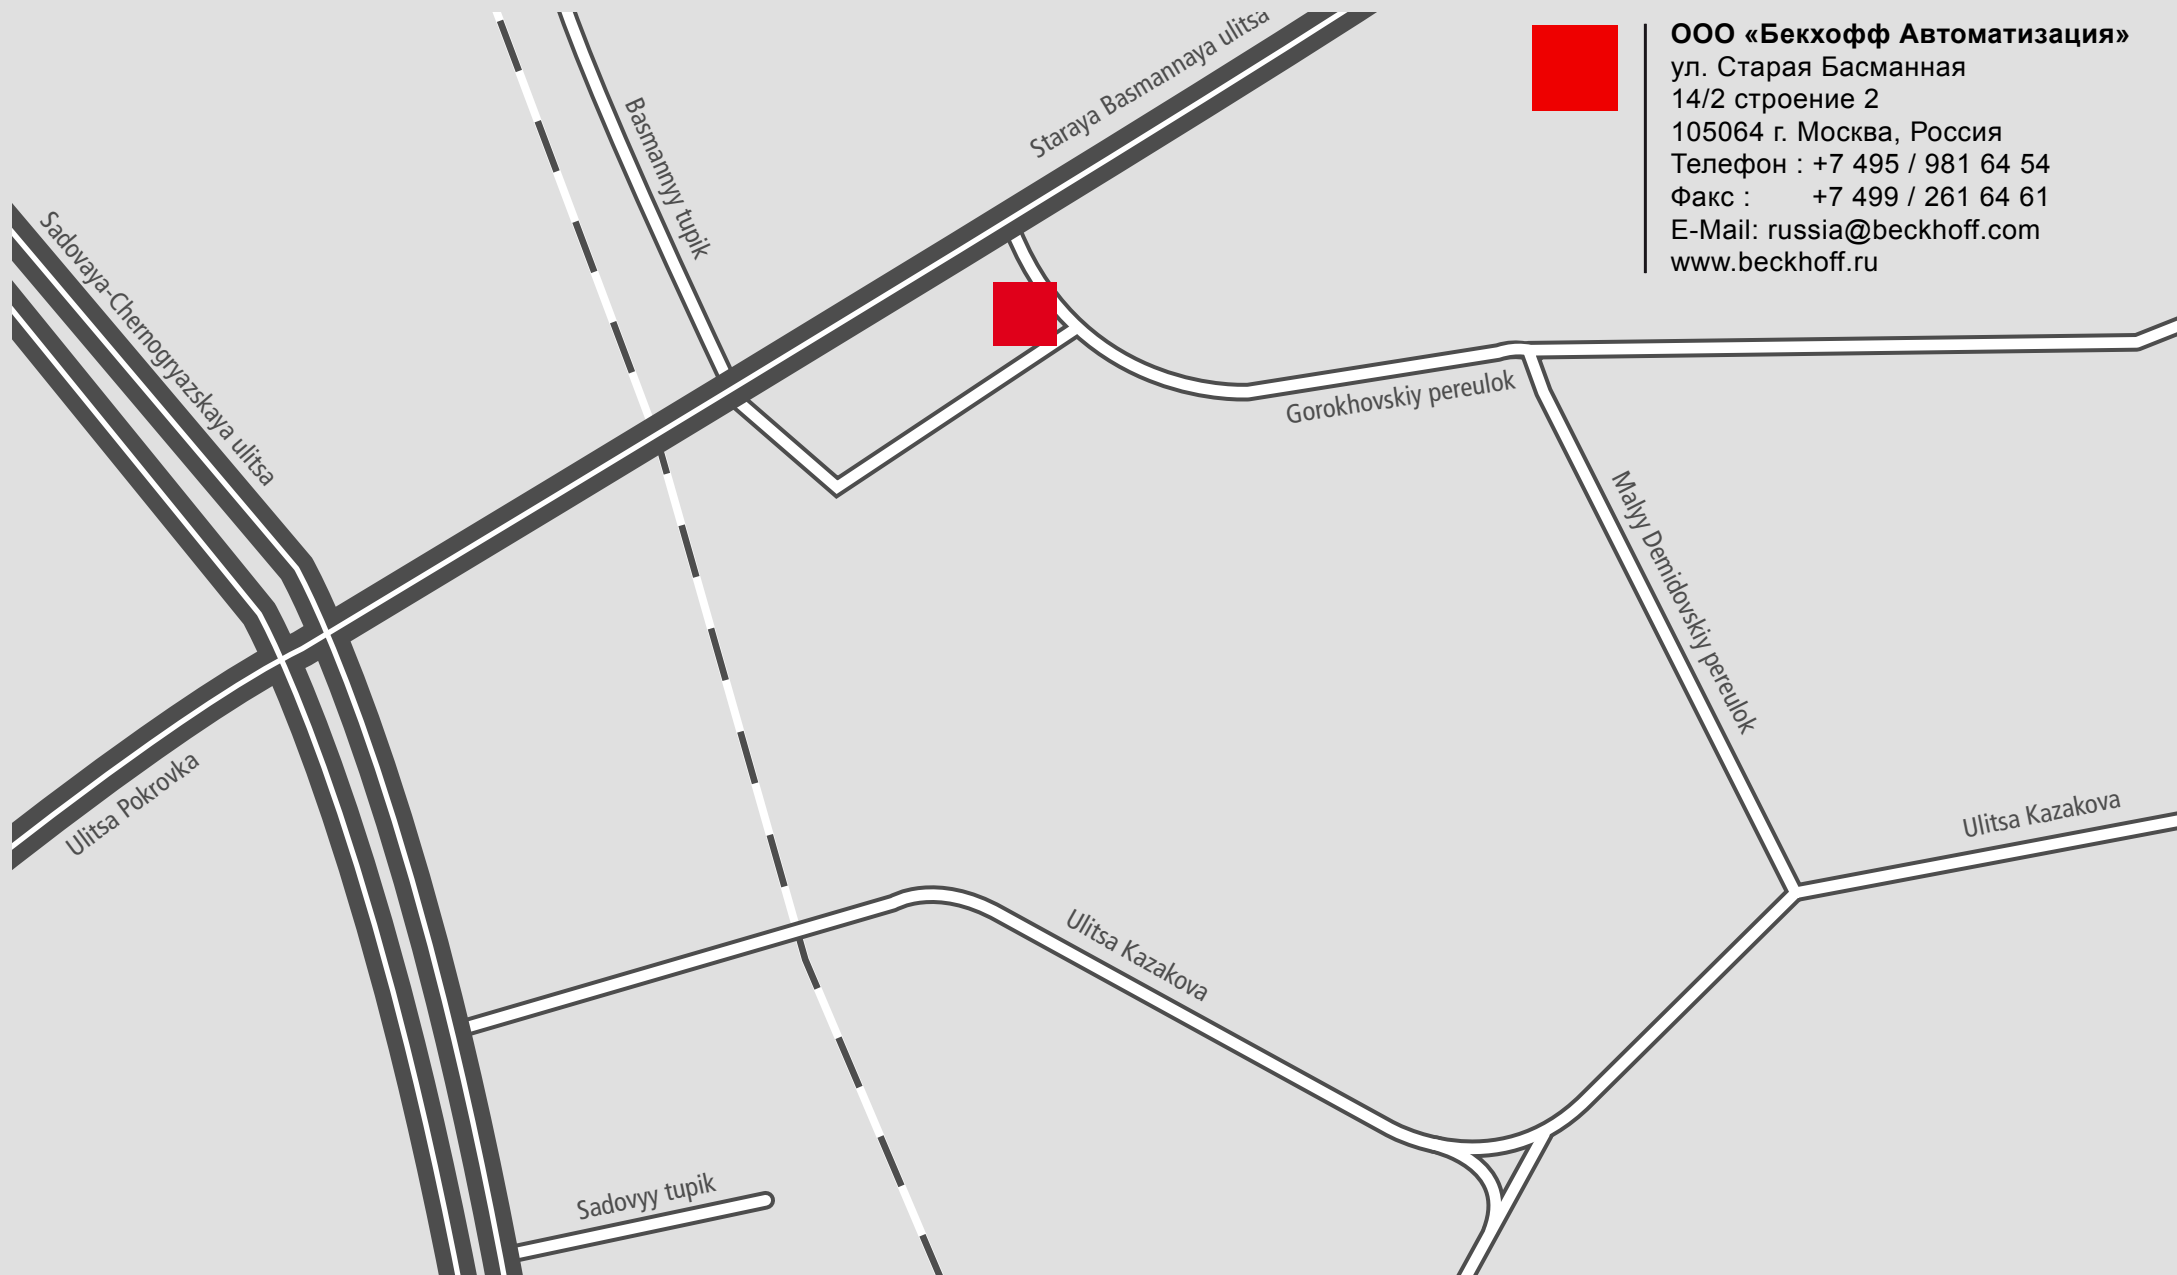 ООО «Бекхофф Автоматизация»
ул. Старая Басманная
14/2 строение 2
105064 г. Москва, Россия
Телефон : +7 495 / 981 64 54
Факс : +7 499 / 261 64 61
E-Mail: russia@beckhoff.com
www.beckhoff.ru
Staraya Basmannaya ulitsa
Basmannyy tupik
Sadovaya-Chernogryazskaya ulitsa
Gorokhovskiy pereulok
Malyy Demidovskiy pereulok
Ulitsa Pokrovka
Ulitsa Kazakova
Ulitsa Kazakova
Sadovyy tupik